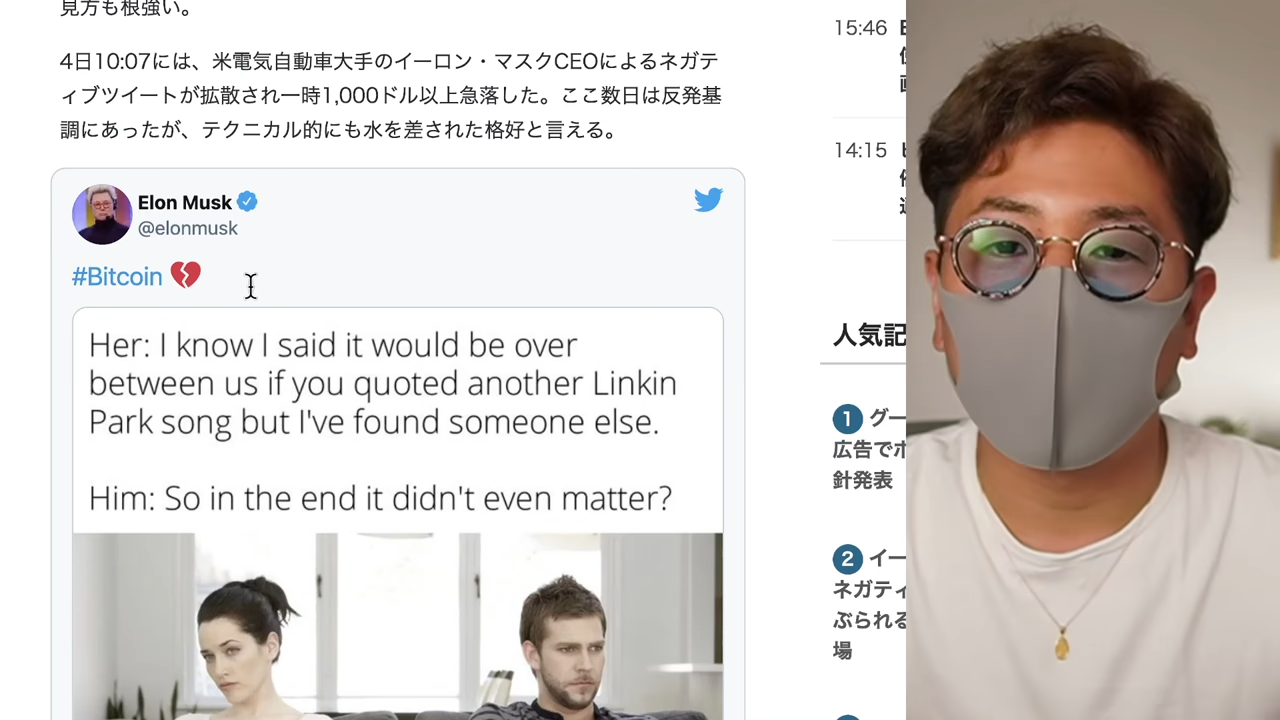 見方も根強い。
4日10:07には、米電気自動車大手のイーロン・マスクCEOによるネガテ
ィブツイートが拡散され一時1,000ドル以上急落した。ここ数日は反発基
調にあったが、テクニカル的にも水を差された格好と言える。
Elon Musk
@elonmusk
#Bitcoin 💔
Her: I know I said it would be over
between us if you quoted another Linkin
Park song but I've found someone else.
Him: So in the end it didn't even matter?
15:46
14:15
人気記
1 グー
広告でボ
針発表
2 イー
ネガティ
ぶられる
場